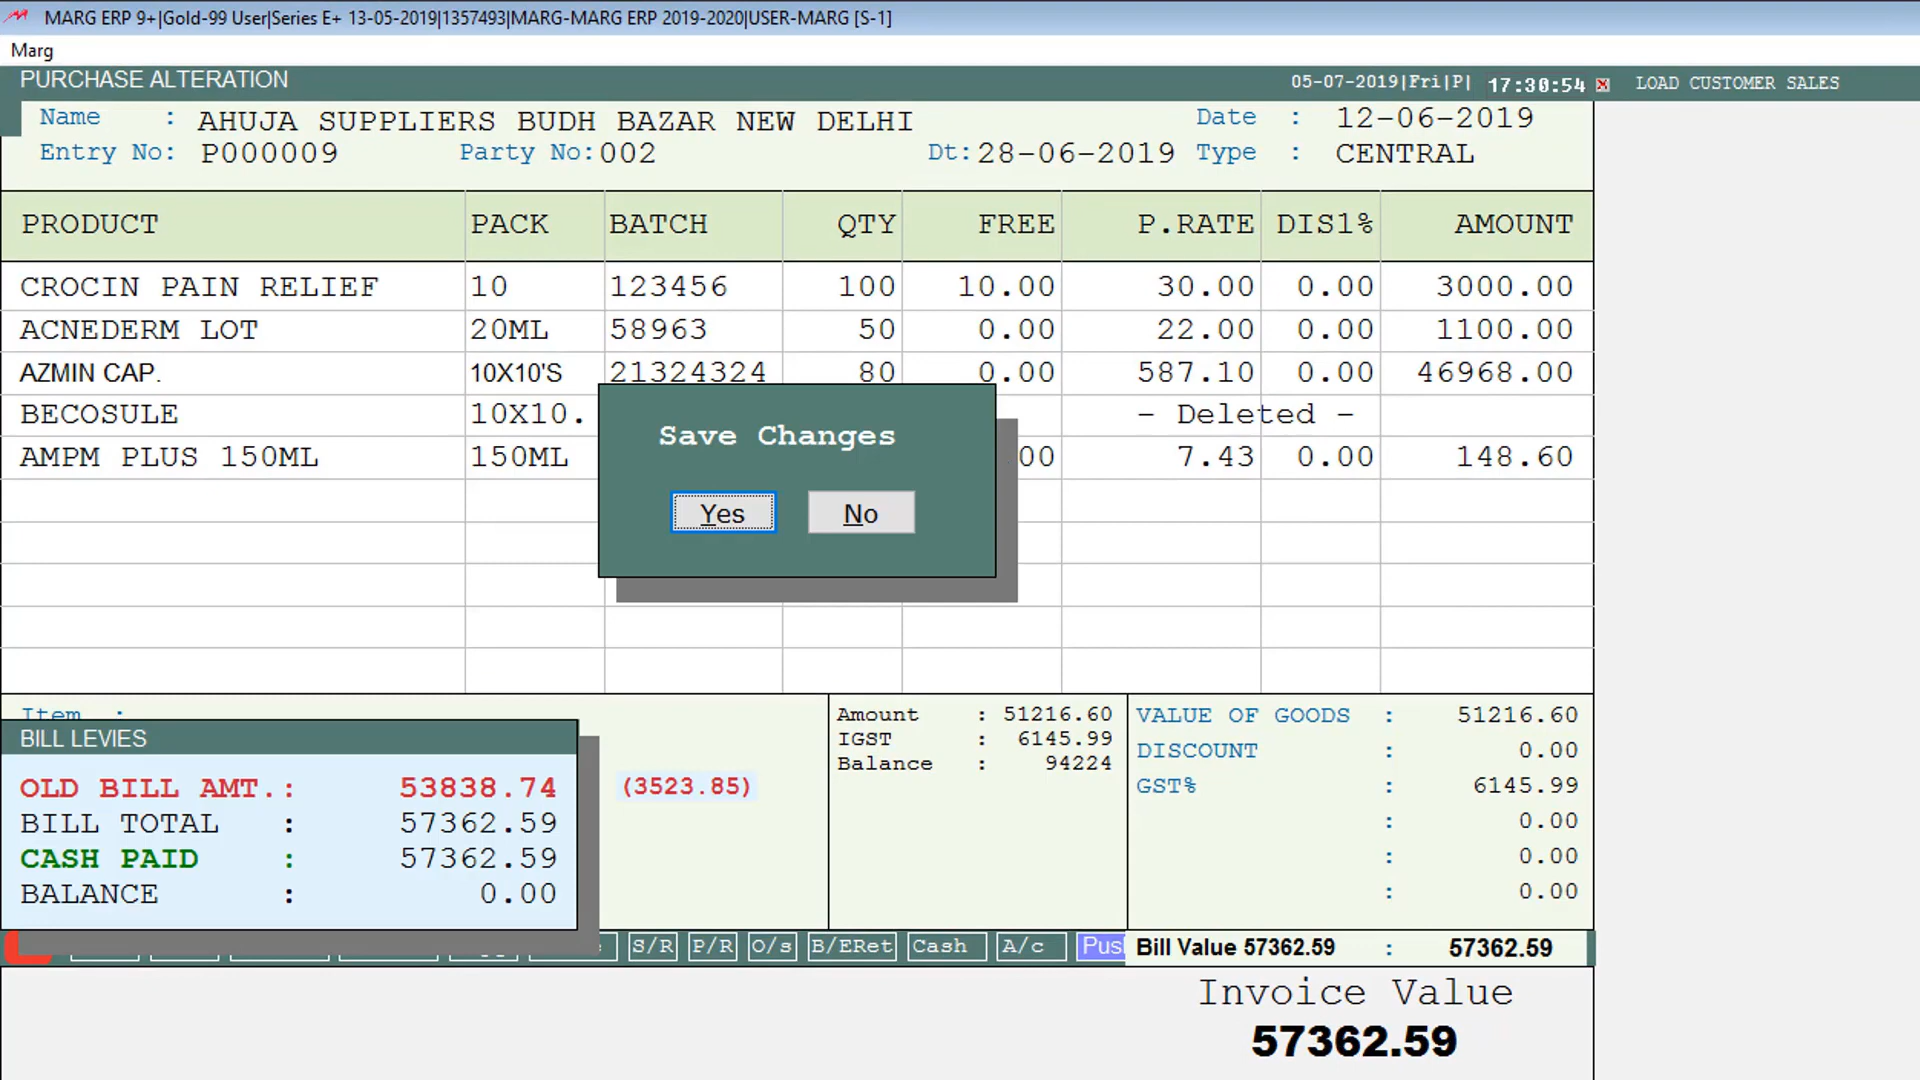 MARG ERP 9+|Gold-99 User|Series E+ 13-05-2019|1357493|MARG-MARG ERP 2019-2020|USER-MARG [S-1]
Marg
PURCHASE ALTERATION 05-07-2019|Fri|P| 17:30:54 LOAD CUSTOMER SALES
Name : AHUJA SUPPLIERS BUDH BAZAR NEW DELHI Date : 12-06-2019
Entry No: P000009 Party No:002 Dt:28-06-2019 Type : CENTRAL
PRODUCT PACK BATCH QTY FREE P.RATE DIS1% AMOUNT
CROCIN PAIN RELIEF 10 123456 100 10.00 30.00 0.00 3000.00
ACNEDERM LOT 20ML 58963 50 0.00 22.00 0.00 1100.00
AZMIN CAP. 10X10'S 21324324 80 0.00 587.10 0.00 46968.00
BECOSULE 10X10. - Deleted -
AMPM PLUS 150ML 150ML 00 7.43 0.00 148.60
Save Changes
Yes No
Item :
Amount : 51216.60
IGST : 6145.99
Balance : 94224
VALUE OF GOODS : 51216.60
DISCOUNT : 0.00
GST% : 6145.99
: 0.00
: 0.00
: 0.00
BILL LEVIES
OLD BILL AMT.: 53838.74 (3523.85)
BILL TOTAL : 57362.59
CASH PAID : 57362.59
BALANCE : 0.00
S/R P/R O/s B/ERet Cash A/c Bill Value 57362.59 : 57362.59
Invoice Value
57362.59